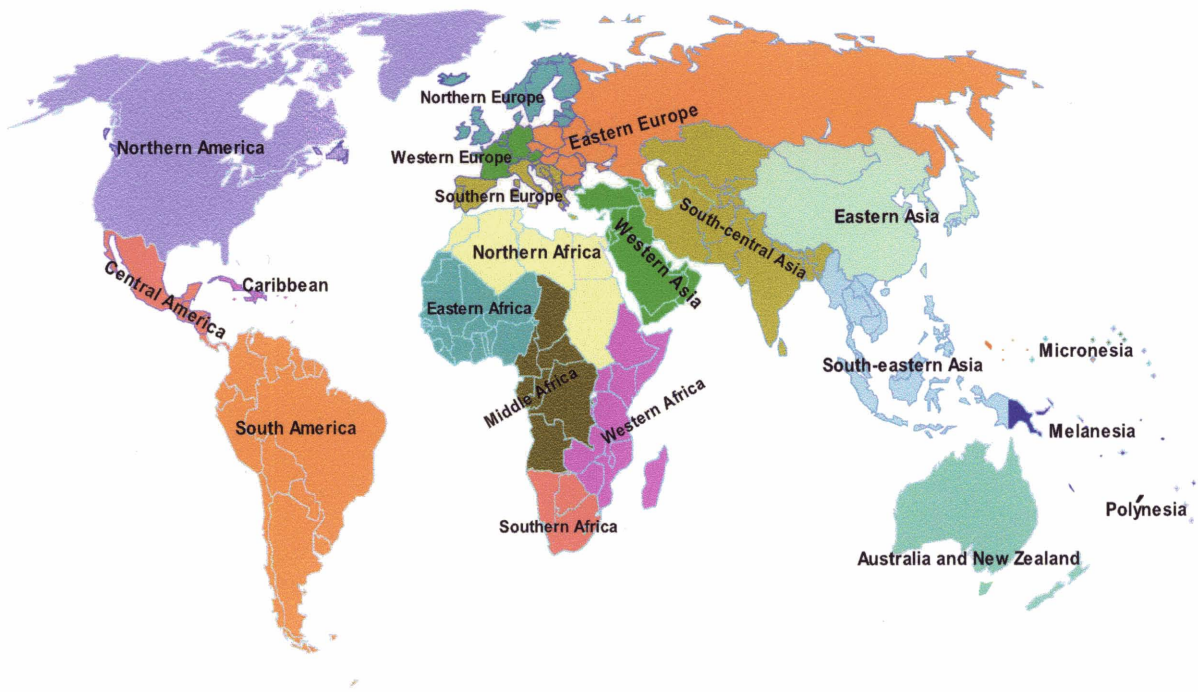 Northern Europe
Eastern Europe
Northern America
Western Europe
Southern Europe
South-central Asia
Eastern Asia
Northern Africa
Western Asia
Central America
Caribbean
Eastern Africa
Micronesia
South-eastern Asia
Middle Africa
Western Africa
South America
Melanesia
Polynesia
Southern Africa
Australia and New Zealand